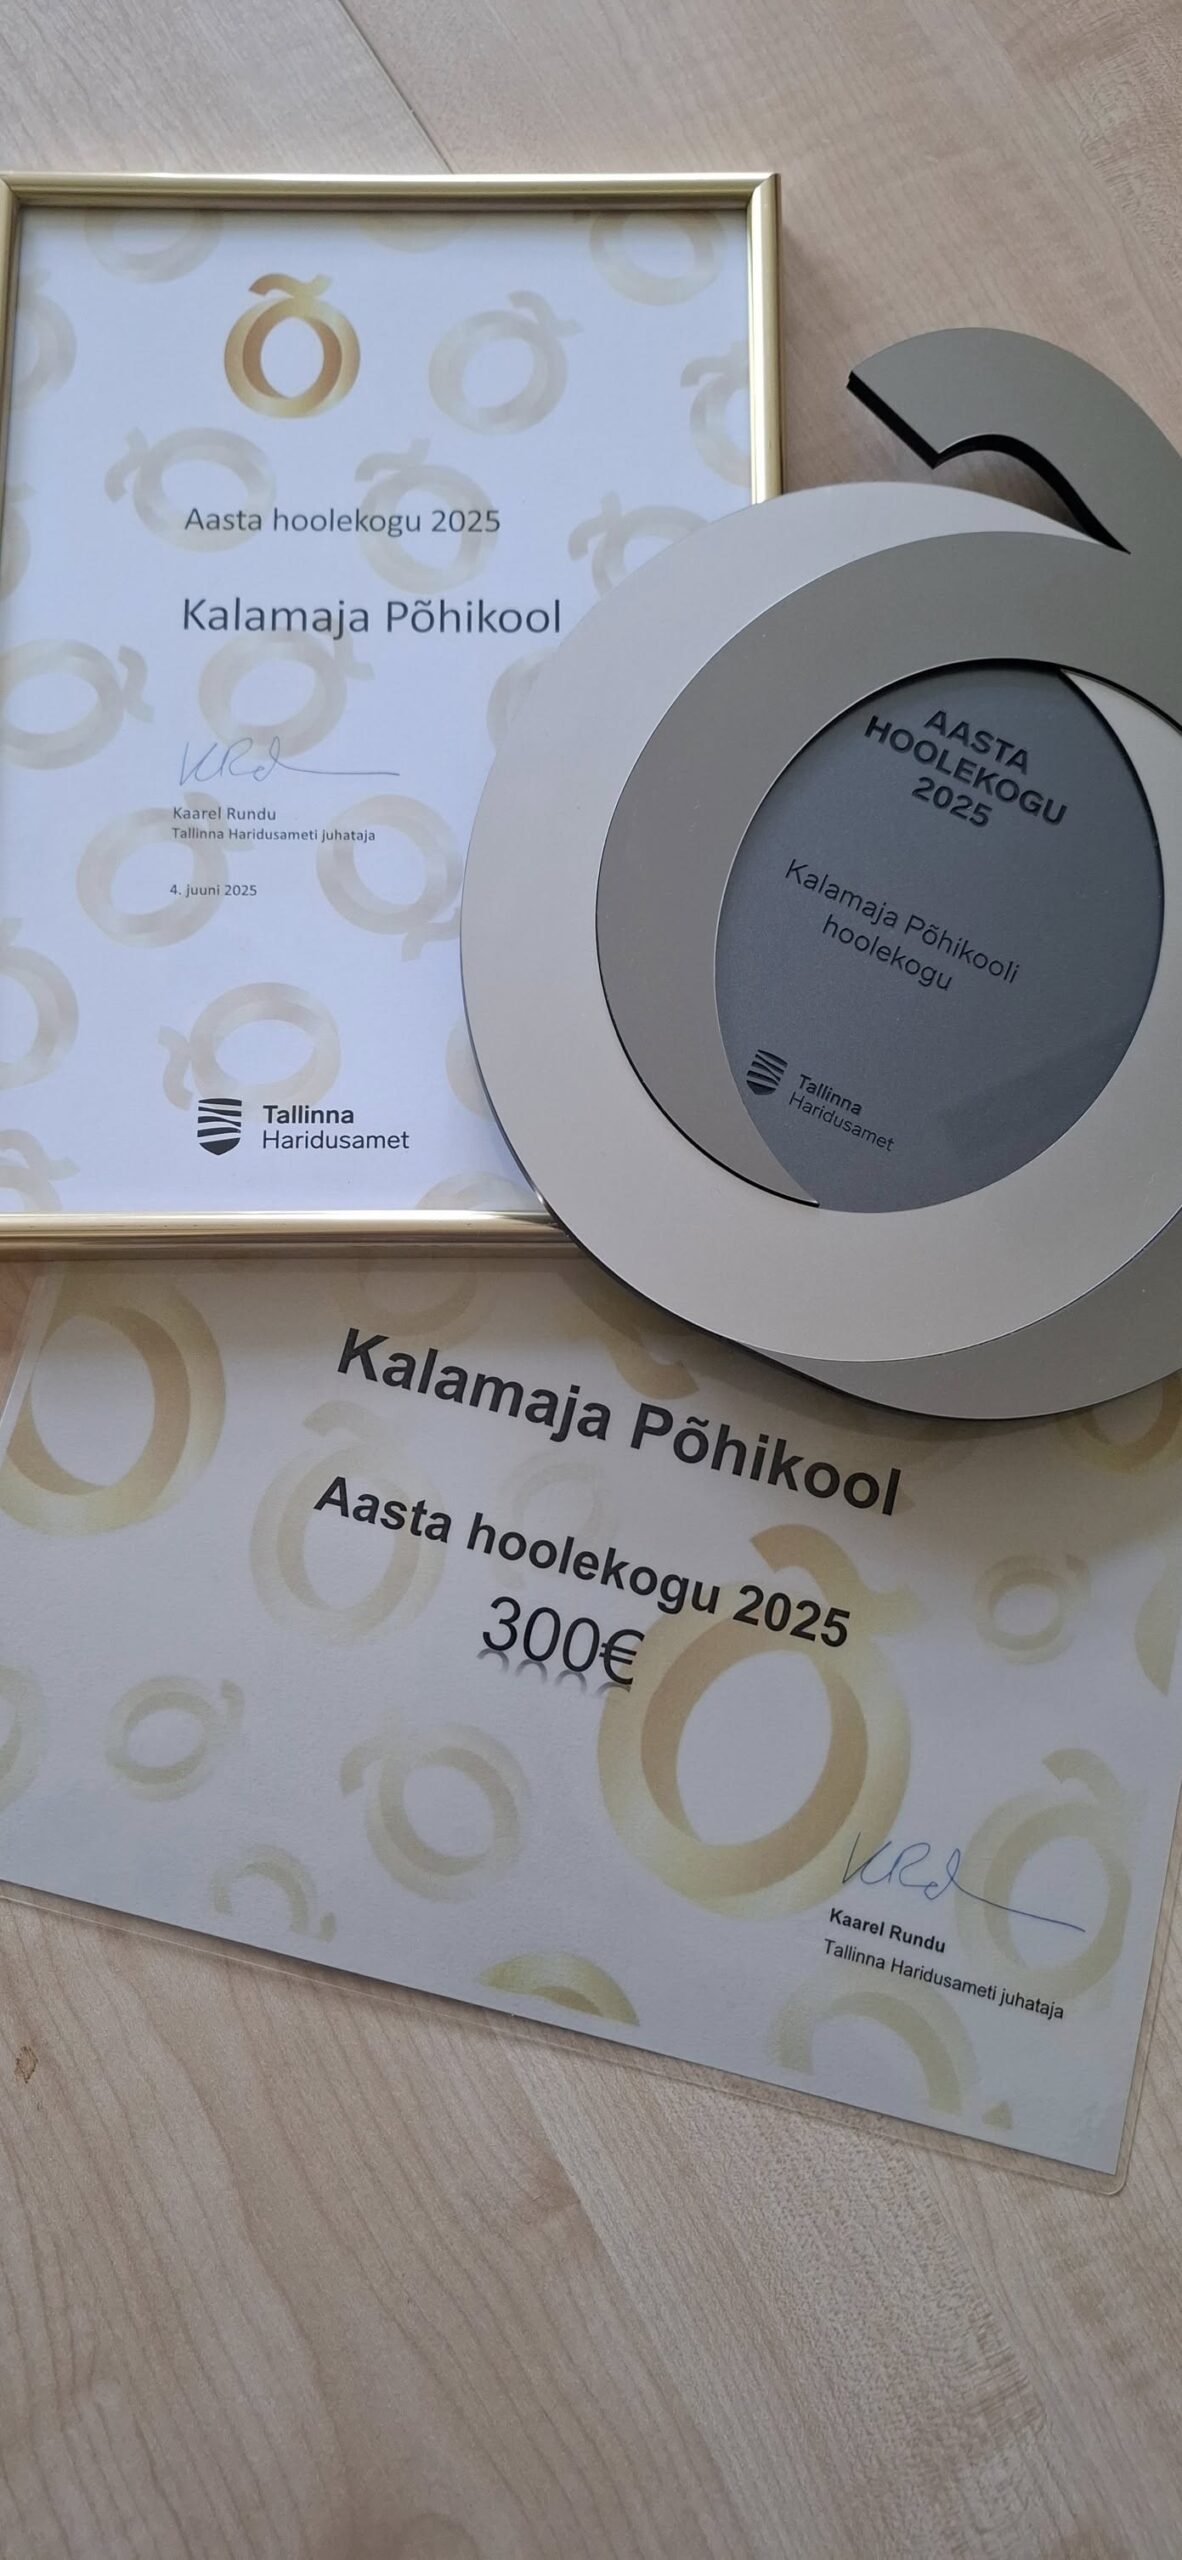 Õ
Aasta hoolekogu 2025
Kalamaja Põhikool
Kaarel Rundu
Tallinna Haridusameti juhataja
4. juuni 2025
Tallinna
Haridusamet
AASTA
HOOLEKOGU
2025
Kalamaja Põhikooli
hoolekogu
Tallinna
Haridusamet
Kalamaja Põhikool
Aasta hoolekogu 2025
300€
Kaarel Rundu
Tallinna Haridusameti juhataja